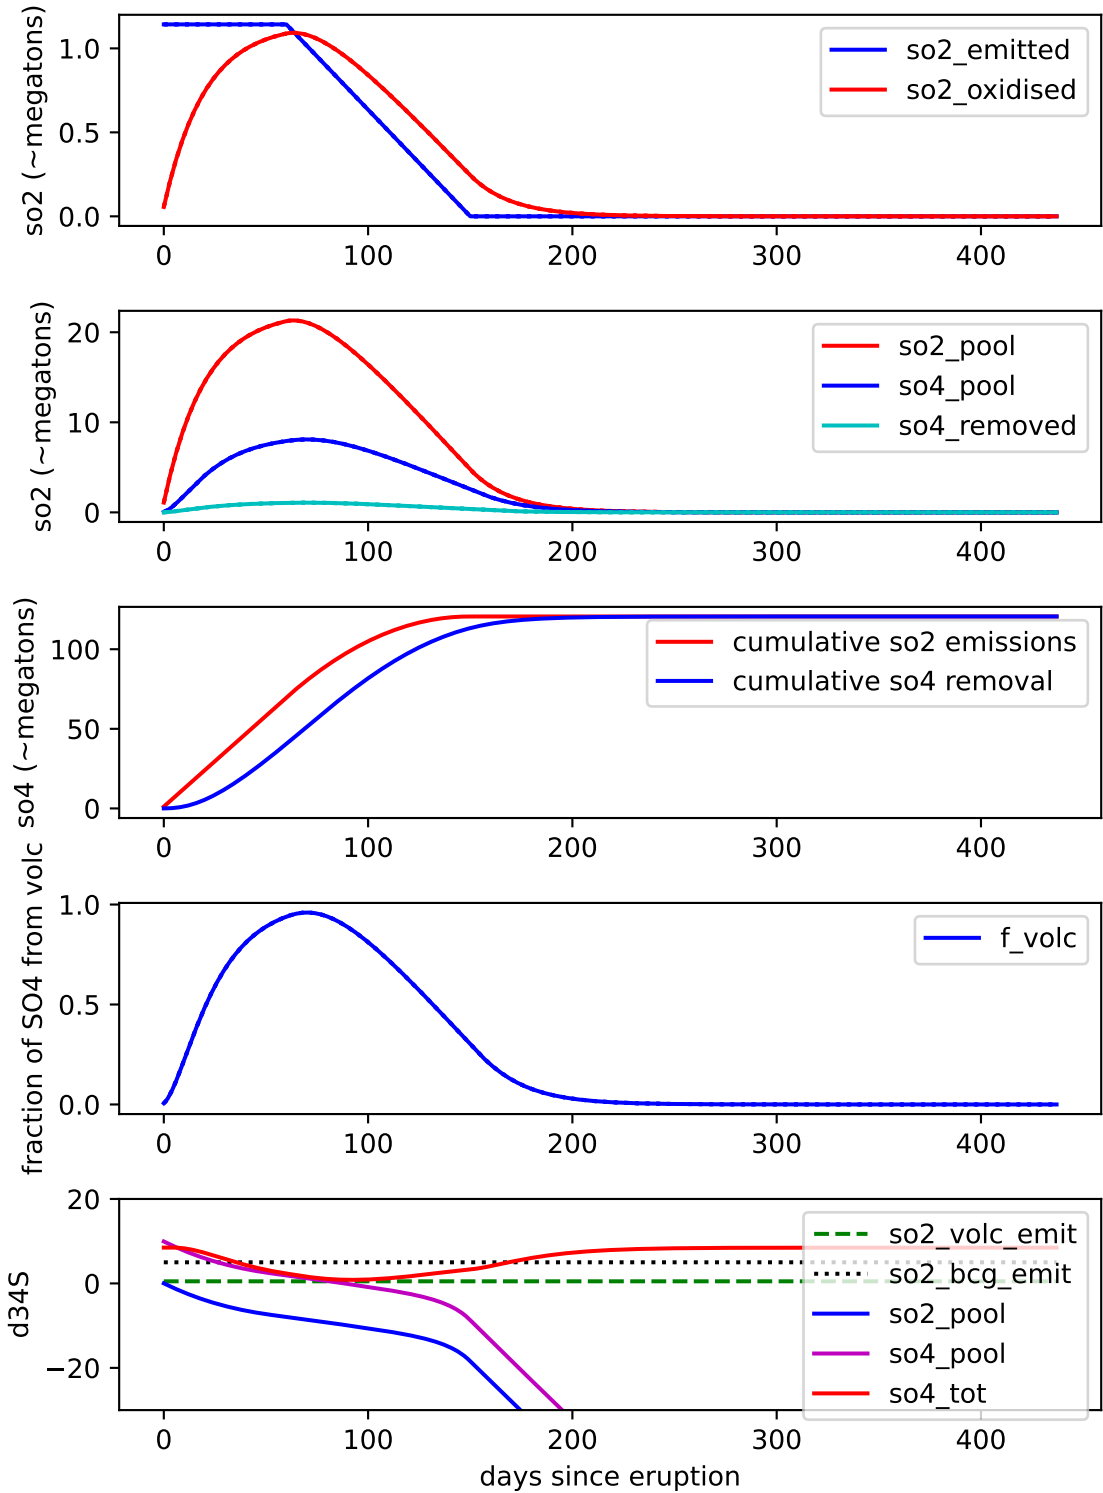 so2 (~megatons)
1.0
0.5
0.0
so2_emitted
so2_oxidised
0
100
200
300
400
so2 (~megatons)
20
10
0
so2_pool
so4_pool
so4_removed
0
100
200
300
400
so4 (~megatons)
100
50
0
cumulative so2 emissions
cumulative so4 removal
0
100
200
300
400
fraction of SO4 from volc
1.0
0.5
0.0
f_volc
0
100
200
300
400
d34S
20
0
−20
so2_volc_emit
so2_bcg_emit
so2_pool
so4_pool
so4_tot
0
100
200
300
400
days since eruption